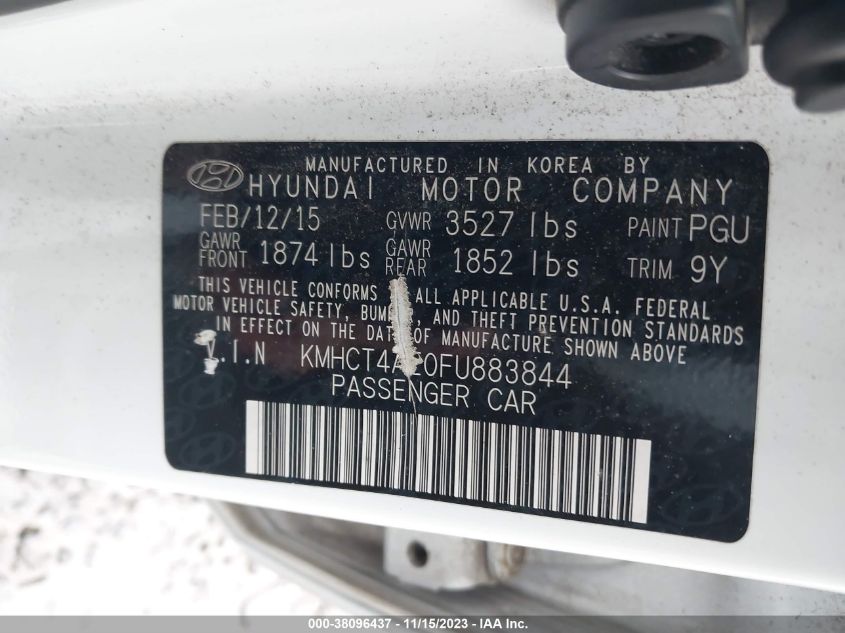 MANUFACTURED IN KOREA BY
HYUNDAI MOTOR COMPANY
FEB/12/15 GVWR 3527 lbs PAINT PGU
GAWR FRONT 1874 lbs GAWR REAR 1852 lbs TRIM 9Y
THIS VEHICLE CONFORMS ALL APPLICABLE U.S.A. FEDERAL
MOTOR VEHICLE SAFETY, AND THEFT PREVENTION STANDARDS
IN EFFECT ON THE DATE OF MANUFACTURE SHOWN ABOVE
.I.N
PASSENGER CAR
000-38096437 - 11/15/2023 - IAA, Inc.